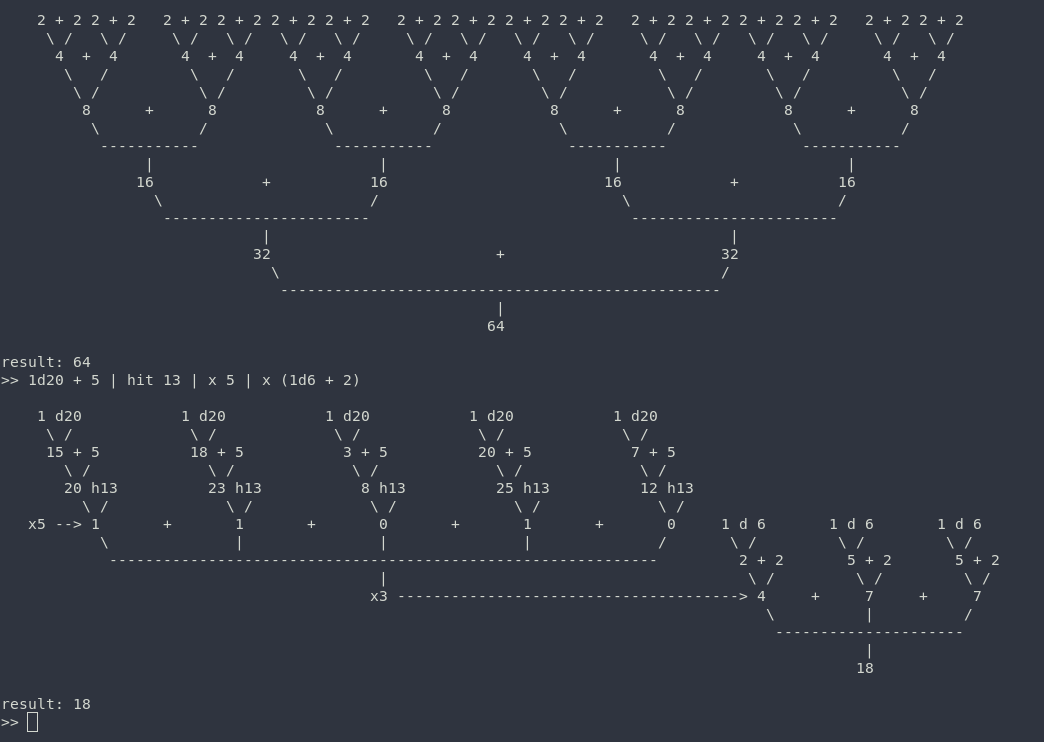 2 + 2 2 + 2   2 + 2 2 + 2 2 + 2 2 + 2   2 + 2 2 + 2 2 + 2 2 + 2   2 + 2 2 + 2 2 + 2 2 + 2   2 + 2 2 + 2
     \ /   \ /     \ /   \ /   \ /   \ /     \ /   \ /   \ /   \ /     \ /   \ /   \ /   \ /     \ /   \ /
      4  +  4       4  +  4     4  +  4       4  +  4     4  +  4       4  +  4     4  +  4       4  +  4
       \   /         \   /       \   /         \   /       \   /         \   /       \   /         \   /
        \ /           \ /         \ /           \ /         \ /           \ /         \ /           \ /
         8      +      8           8      +      8           8      +      8           8      +      8
          \           /             \           /             \           /             \           /
           -----------               -----------               -----------               -----------
                |                         |                         |                         |
               16            +           16                        16            +           16
                 \                       /                           \                       /
                  -----------------------                             -----------------------
                             |                                                   |
                            32                         +                        32
                              \                                                 /
                               -------------------------------------------------
                                                       |
                                                      64
result: 64
>> 1d20 + 5 | hit 13 | x 5 | x (1d6 + 2)
    1 d20           1 d20           1 d20           1 d20           1 d20
     \ /             \ /             \ /             \ /             \ /
     15 + 5          18 + 5           3 + 5          20 + 5           7 + 5
       \ /             \ /             \ /             \ /             \ /
       20 h13          23 h13           8 h13          25 h13          12 h13
         \ /             \ /             \ /             \ /             \ /
   x5 --> 1       +       1       +       0       +       1       +       0     1 d 6       1 d 6       1 d 6
           \              |               |               |              /       \ /         \ /         \ /
            -------------------------------------------------------------         2 + 2       5 + 2       5 + 2
                                          |                                        \ /         \ /         \ /
                                         x3 --------------------------------------> 4     +     7     +     7
                                                                                     \          |          /
                                                                                      ---------------------
                                                                                                |
                                                                                               18
result: 18
>>